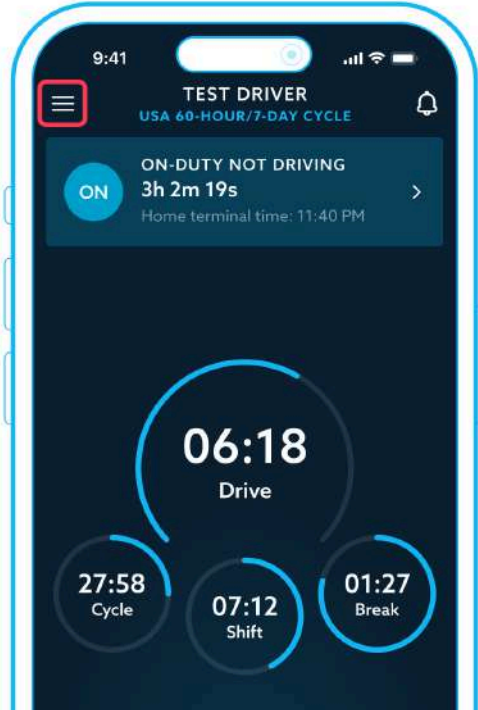 9:41
TEST DRIVER
USA 60-HOUR/7-DAY CYCLE
ON
ON-DUTY NOT DRIVING
3h 2m 19s
Home terminal time: 11:40 PM
06:18
Drive
27:58
Cycle
07:12
Shift
01:27
Break